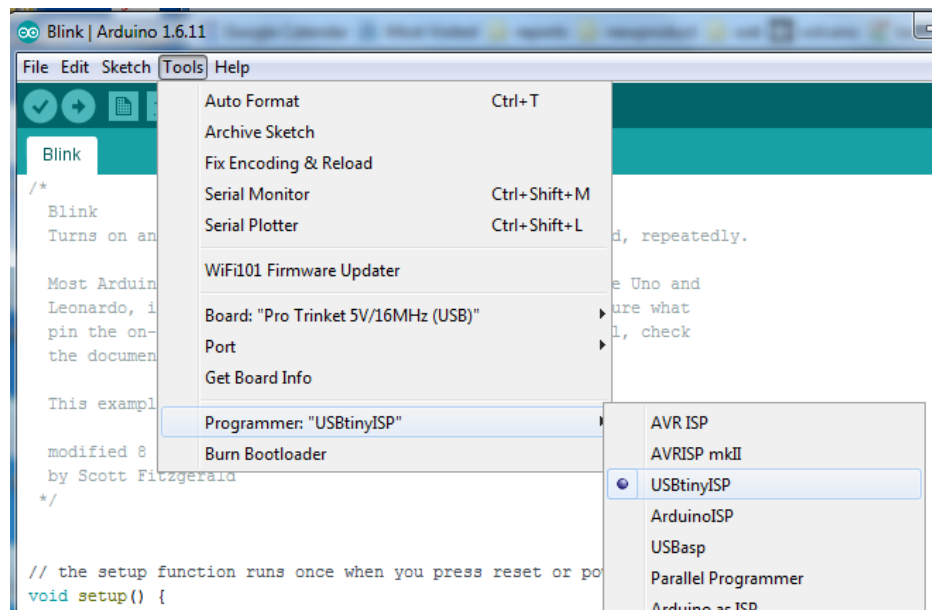 Blink | Arduino 1.6.11
File Edit Sketch Tools Help
Auto Format Ctrl+T
Archive Sketch
Fix Encoding & Reload
Serial Monitor Ctrl+Shift+M
Serial Plotter Ctrl+Shift+L
WiFi101 Firmware Updater
Board: "Pro Trinket 5V/16MHz (USB)"
Port
Get Board Info
Programmer: "USBtinyISP"
Burn Bootloader
AVR ISP
AVRISP mkII
USBtinyISP
ArduinoISP
USBasp
Parallel Programmer
Arduino as ISP
Blink
/*
Blink
Turns on an d, repeatedly.
Most Arduin e Uno and
Leonardo, i ure what
pin the on- l, check
the documen
This exampl
modified 8
by Scott Fitzgerald
*/
// the setup function runs once when you press reset or po
void setup() {